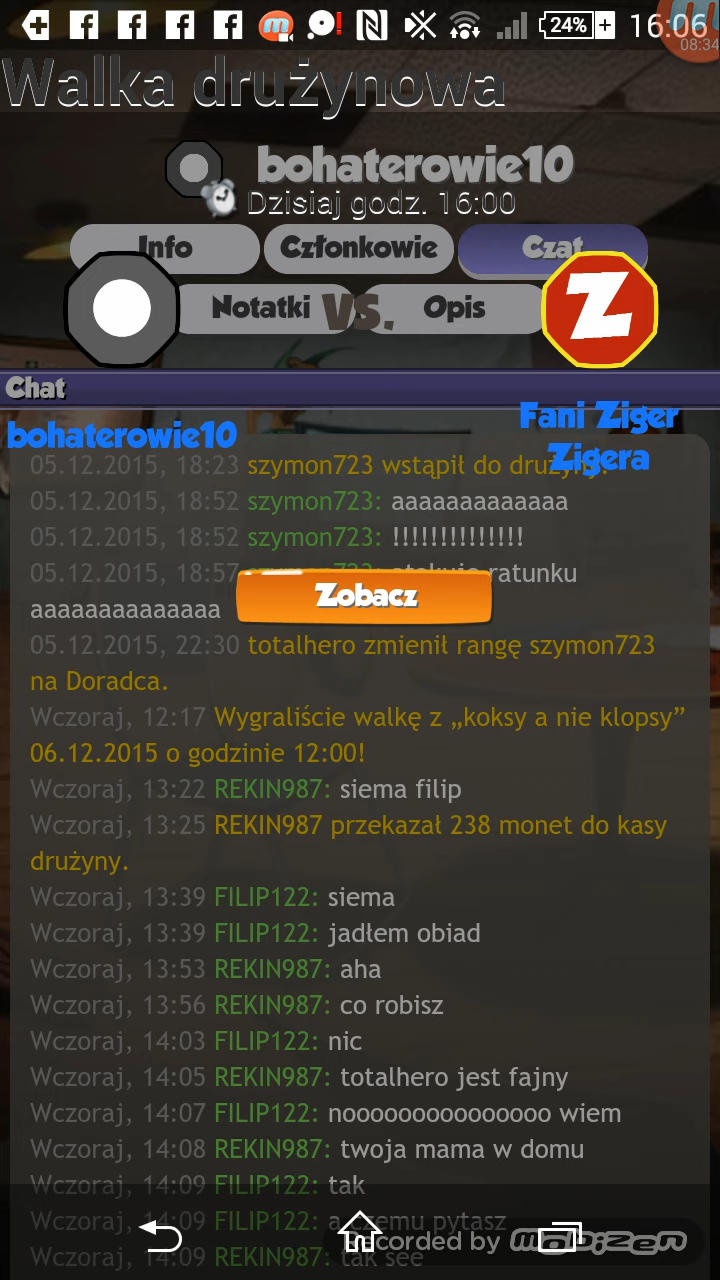 24% 16:06
08:34
Walka drużynowa
bohaterowie10
Dzisiaj godz. 16:00
Info Członkowie Czat
Notatki VS. Opis
Z
Chat
bohaterowie10
Fani Ziger
Zigera
05.12.2015, 18:23 szymon723 wstąpił do drużyny.
05.12.2015, 18:52 szymon723: aaaaaaaaaaaaa
05.12.2015, 18:52 szymon723: !!!!!!!!!!!!!!
05.12.2015, 18:57 ratunku
aaaaaaaaaaaaaa
Zobacz
05.12.2015, 22:30 totalhero zmienił rangę szymon723
na Doradca.
Wczoraj, 12:17 Wygraliście walkę z „koksy a nie klopsy”
06.12.2015 o godzinie 12:00!
Wczoraj, 13:22 REKIN987: siema filip
Wczoraj, 13:25 REKIN987 przekazał 238 monet do kasy
drużyny.
Wczoraj, 13:39 FILIP122: siema
Wczoraj, 13:39 FILIP122: jadłem obiad
Wczoraj, 13:53 REKIN987: aha
Wczoraj, 13:56 REKIN987: co robisz
Wczoraj, 14:03 FILIP122: nic
Wczoraj, 14:05 REKIN987: totalhero jest fajny
Wczoraj, 14:07 FILIP122: nooooooooooooooo wiem
Wczoraj, 14:08 REKIN987: twoja mama w domu
Wczoraj, 14:09 FILIP122: tak
Wczoraj, 14:09 FILIP122: a czemu pytasz
Recorded by mobizen
Wczoraj, 14:09 REKIN987: tak see